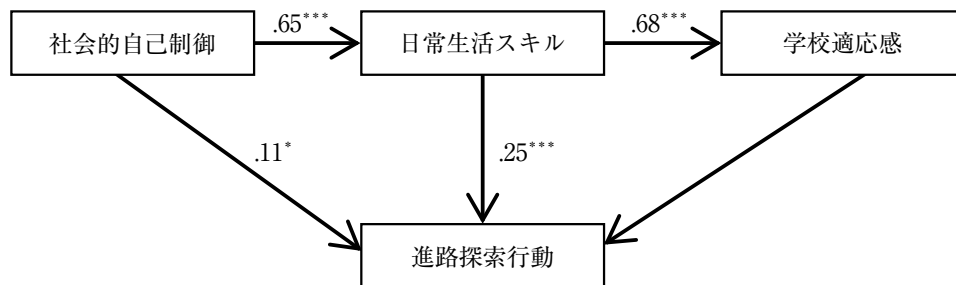 .65***
.68***
社会的自己制御
日常生活スキル
学校適応感
.11*
.25***
進路探索行動